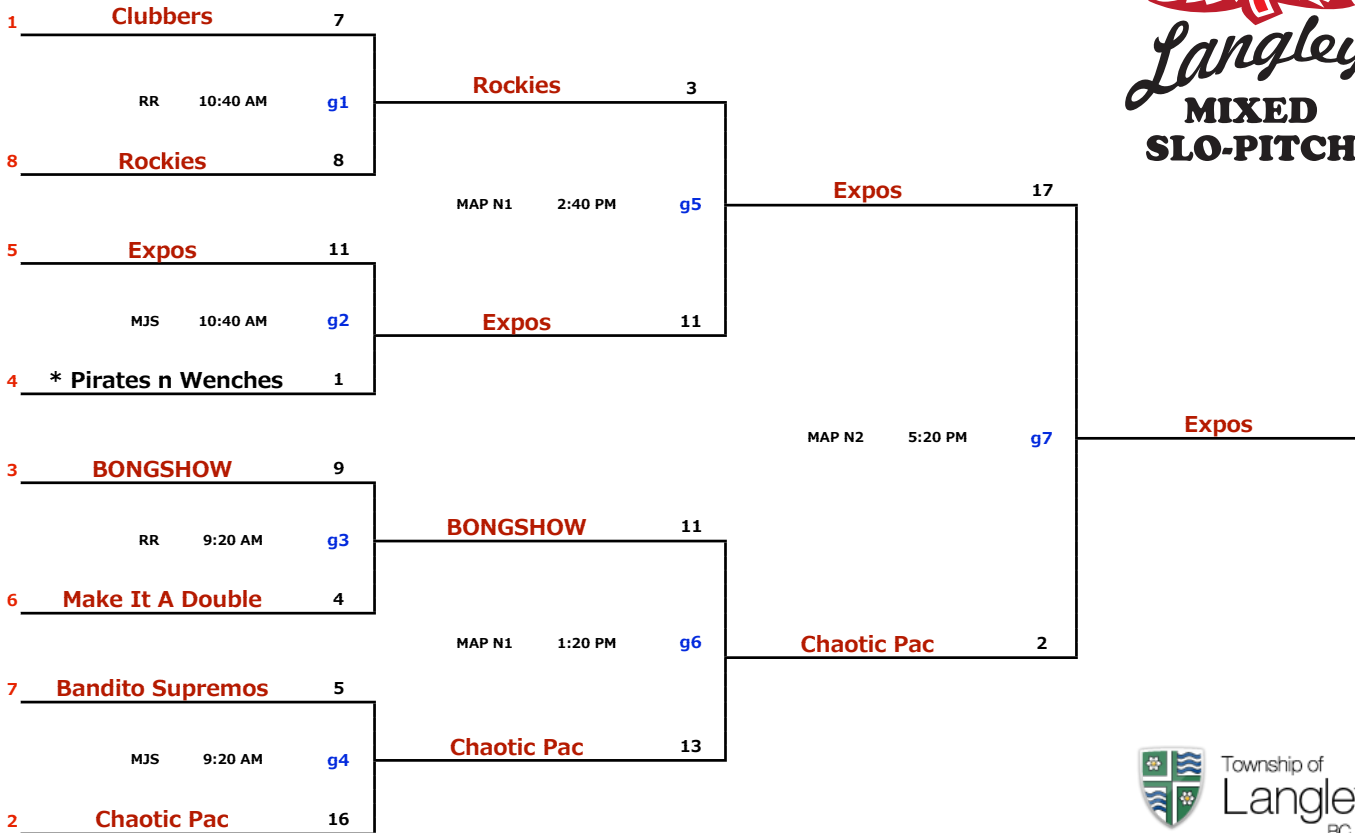 1 Clubbers 7
RR 10:40 AM g1
8 Rockies 8
5 Expos 11
MJS 10:40 AM g2
4 * Pirates n Wenches 1
3 BONGSHOW 9
RR 9:20 AM g3
6 Make It A Double 4
7 Bandito Supremos 5
MJS 9:20 AM g4
2 Chaotic Pac 16
Rockies 3
MAP N1 2:40 PM g5
Expos 11
BONGSHOW 11
MAP N1 1:20 PM g6
Chaotic Pac 13
Expos 17
MAP N2 5:20 PM g7
Chaotic Pac 2
Expos
Langley
MIXED
SLO-PITCH
Township of
Langle
BC